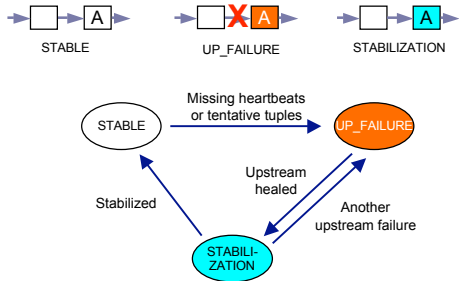 A
A
A
STABLE
UP_FAILURE
STABILIZATION
Missing heartbeats
or tentative tuples
STABLE
UP_FAILURE
Upstream
healed
Stabilized
Another
upstream failure
STABILI-
ZATION